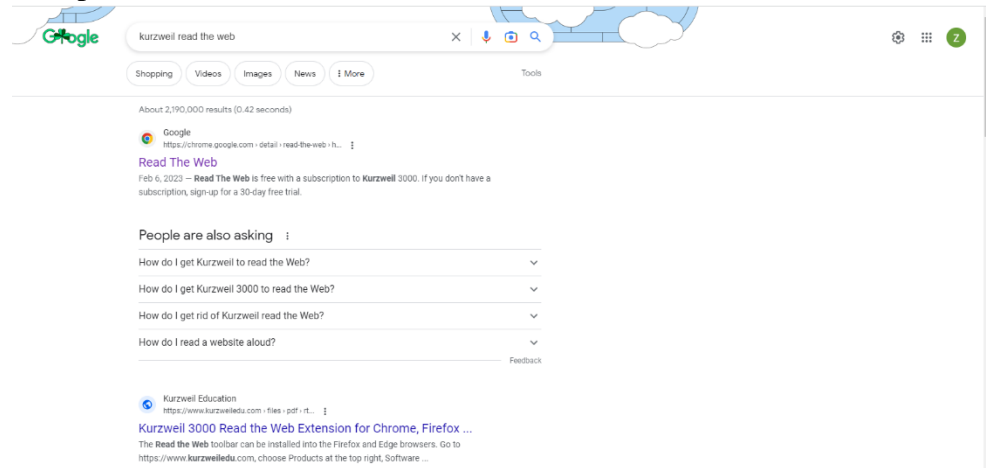 Google
kurzweil read the web
Z
Shopping Videos Images News More Tools
About 2,190,000 results (0.42 seconds)
Google
https://chrome.google.com › detail › read-the-web › h...
Read The Web
Feb 6, 2023 — Read The Web is free with a subscription to Kurzweil 3000. If you don't have a
subscription, sign-up for a 30-day free trial.
People are also asking
How do I get Kurzweil to read the Web?
How do I get Kurzweil 3000 to read the Web?
How do I get rid of Kurzweil read the Web?
How do I read a website aloud?
Feedback
Kurzweil Education
https://www.kurzweiledu.com › files › pdf › rt...
Kurzweil 3000 Read the Web Extension for Chrome, Firefox ...
The Read the Web toolbar can be installed into the Firefox and Edge browsers. Go to
https://www.kurzweiledu.com, choose Products at the top right, Software ...